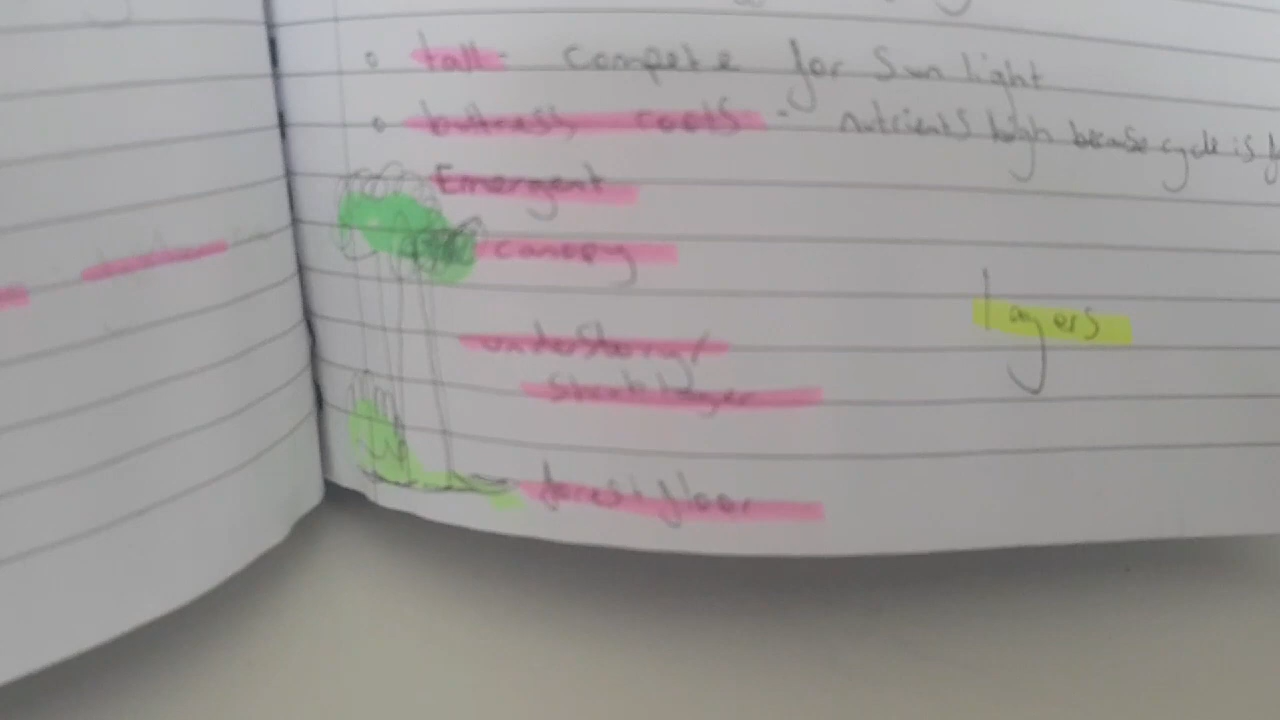 tall - compete for Sun light
buttress roots - nutrients high because cycle is
Emergent
canopy
layers
understorey/
Shrub layer
forest floor